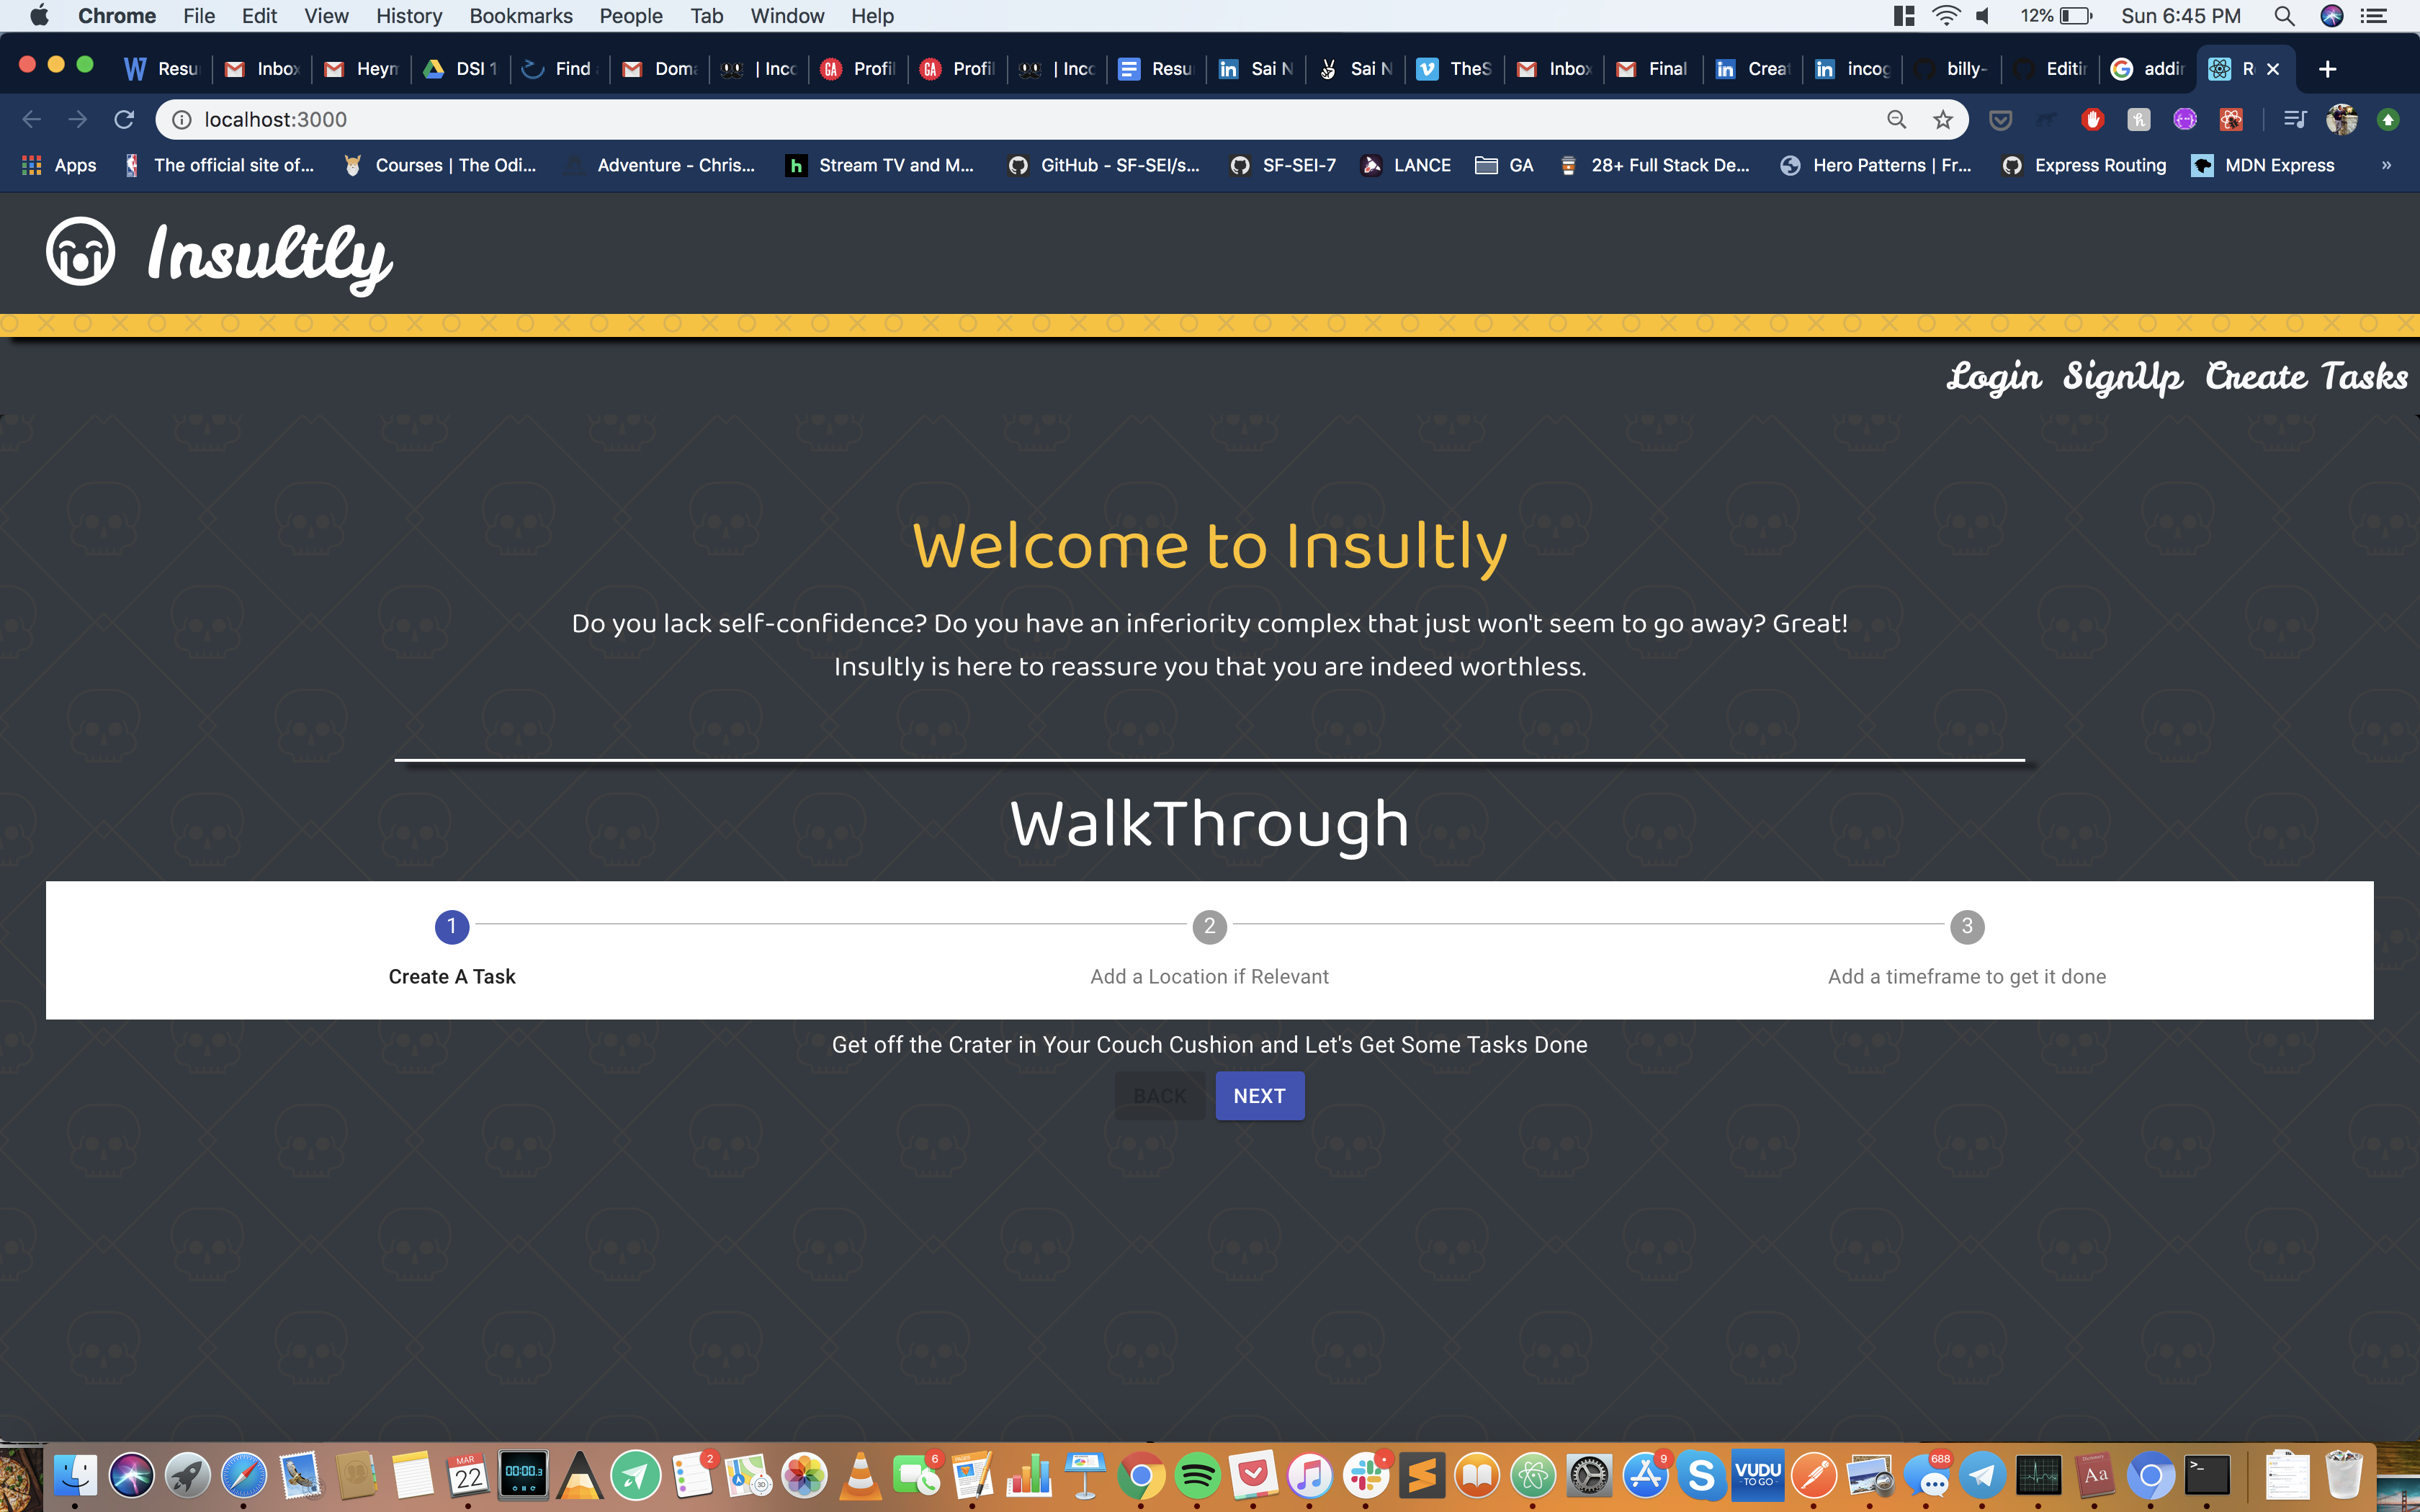 Chrome File Edit View History Bookmarks People Tab Window Help 12% Sun 6:45 PM
Resu Inbox Heym DSI 1 Find Doma | Inco Profil Profil | Inco Resu Sai N Sai N TheS Inbox Final Creat incog billy- Editin addin R
localhost:3000
Apps The official site of... Courses | The Odi... Adventure - Chris... Stream TV and M... GitHub - SF-SEI/s... SF-SEI-7 LANCE GA 28+ Full Stack De... Hero Patterns | Fr... Express Routing MDN Express »
Insultly
Login SignUp Create Tasks
Welcome to Insultly
Do you lack self-confidence? Do you have an inferiority complex that just won't seem to go away? Great!
Insultly is here to reassure you that you are indeed worthless.
WalkThrough
1 2 3
Create A Task Add a Location if Relevant Add a timeframe to get it done
Get off the Crater in Your Couch Cushion and Let's Get Some Tasks Done
BACK NEXT
MAR 22 00:00.3 2 6 9 VUDU TO GO 688 Aa